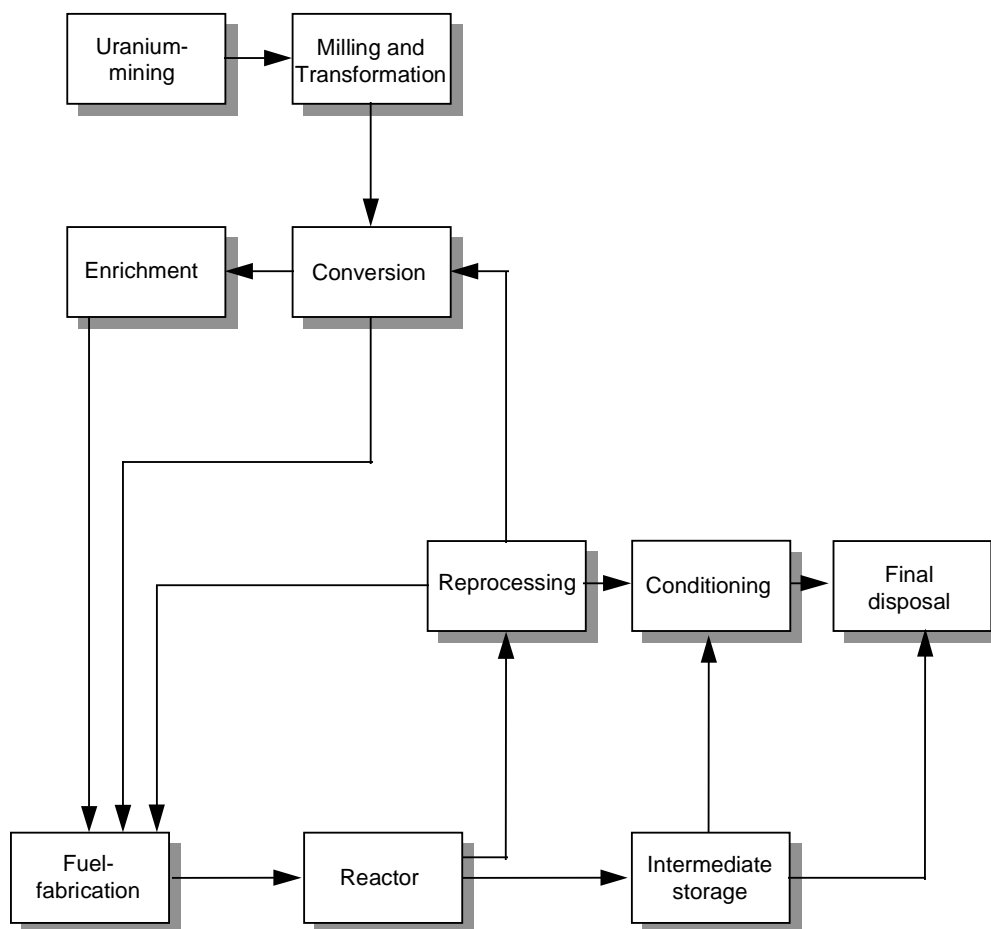 Uranium-
mining
Milling and
Transformation
Enrichment
Conversion
Reprocessing
Conditioning
Final
disposal
Fuel-
fabrication
Reactor
Intermediate
storage